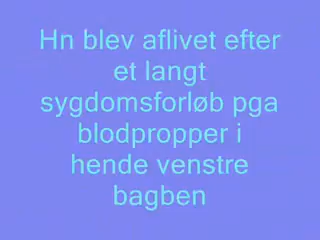 Hn blev aflivet efter
et langt
sygdomsforløb pga
blodpropper i
hende venstre
bagben